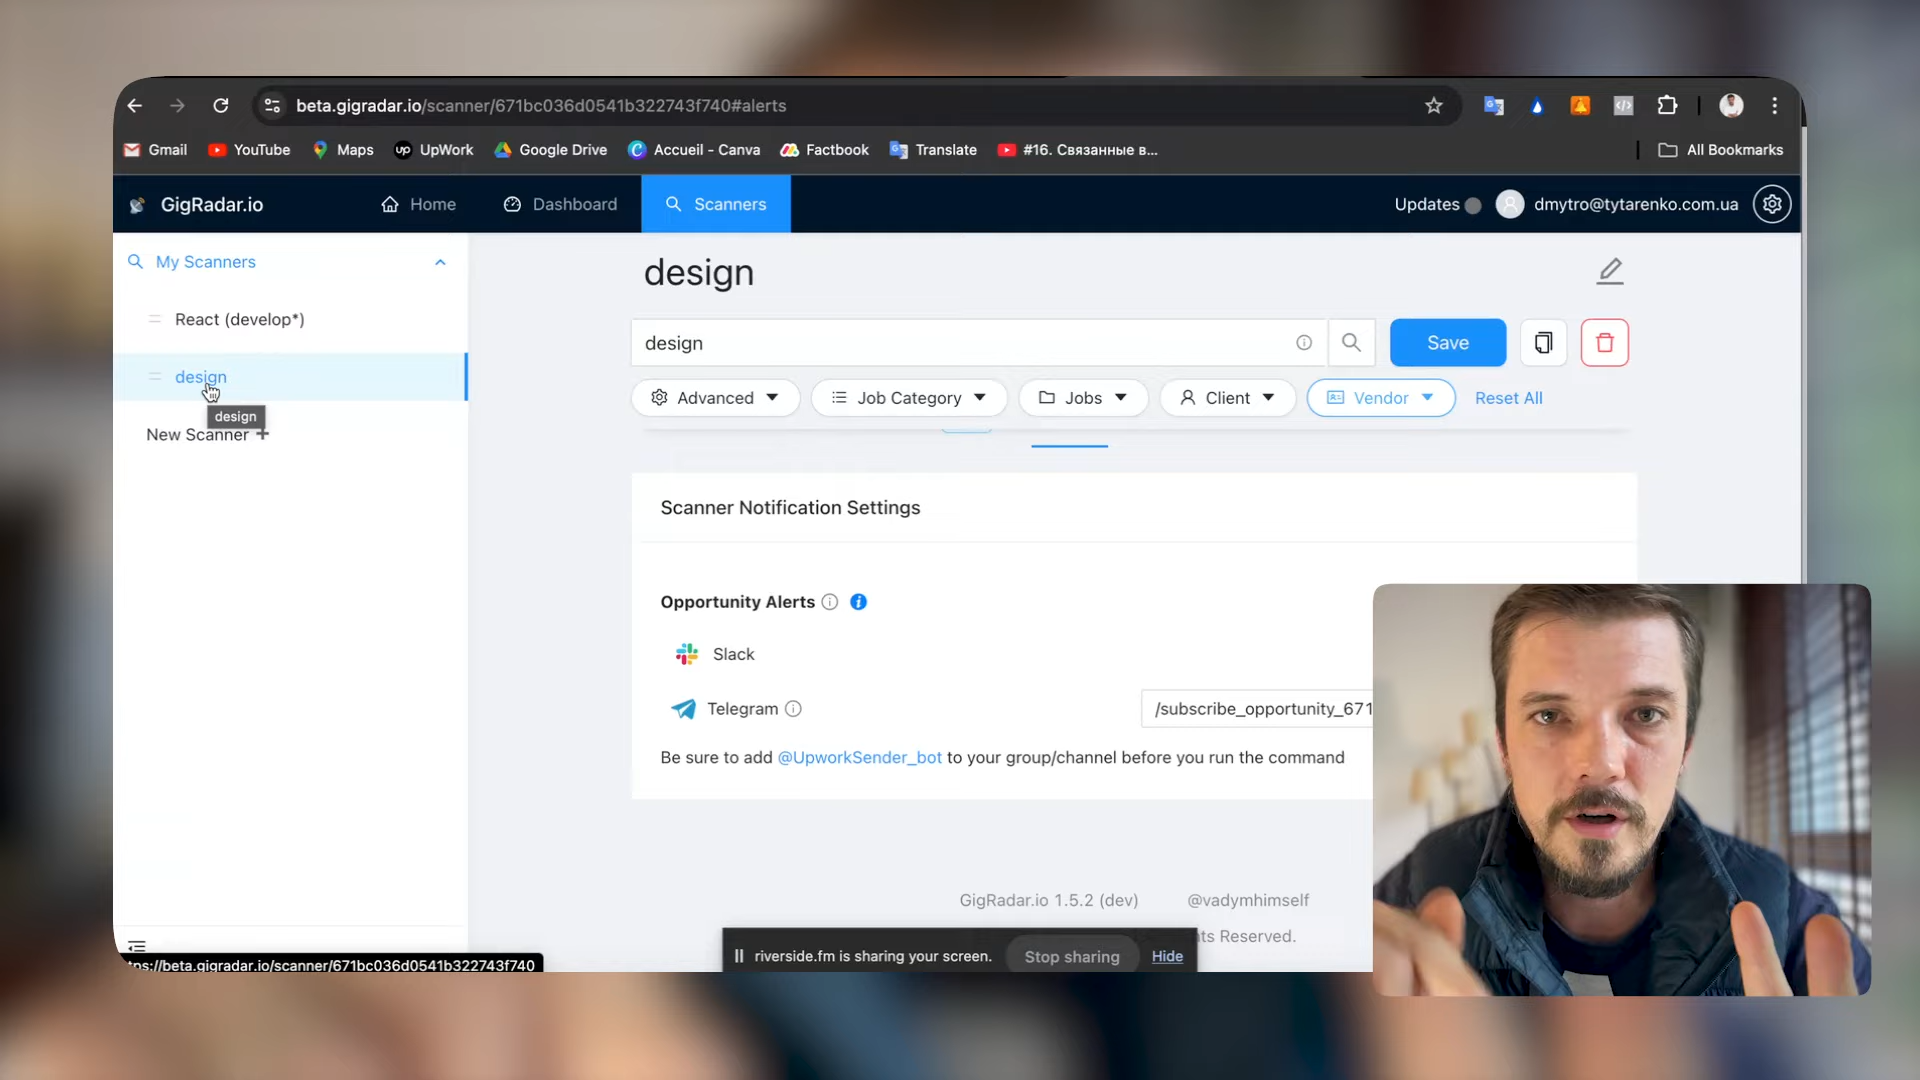 beta.gigradar.io/scanner/671bc036d0541b322743f740#alerts
Gmail YouTube Maps UpWork Google Drive Accueil - Canva Factbook Translate #16. Связанные в... All Bookmarks
GigRadar.io Home Dashboard Scanners Updates dmytro@tytarenko.com.ua
My Scanners
React (develop*)
design
design
New Scanner +
design
design
Save
Advanced Job Category Jobs Client Vendor Reset All
Scanner Notification Settings
Opportunity Alerts
Slack
Telegram
/subscribe_opportunity_671
Be sure to add @UpworkSender_bot to your group/channel before you run the command
GigRadar.io 1.5.2 (dev) @vadymhimself
ts Reserved.
riverside.fm is sharing your screen. Stop sharing Hide
tps://beta.gigradar.io/scanner/671bc036d0541b322743f740